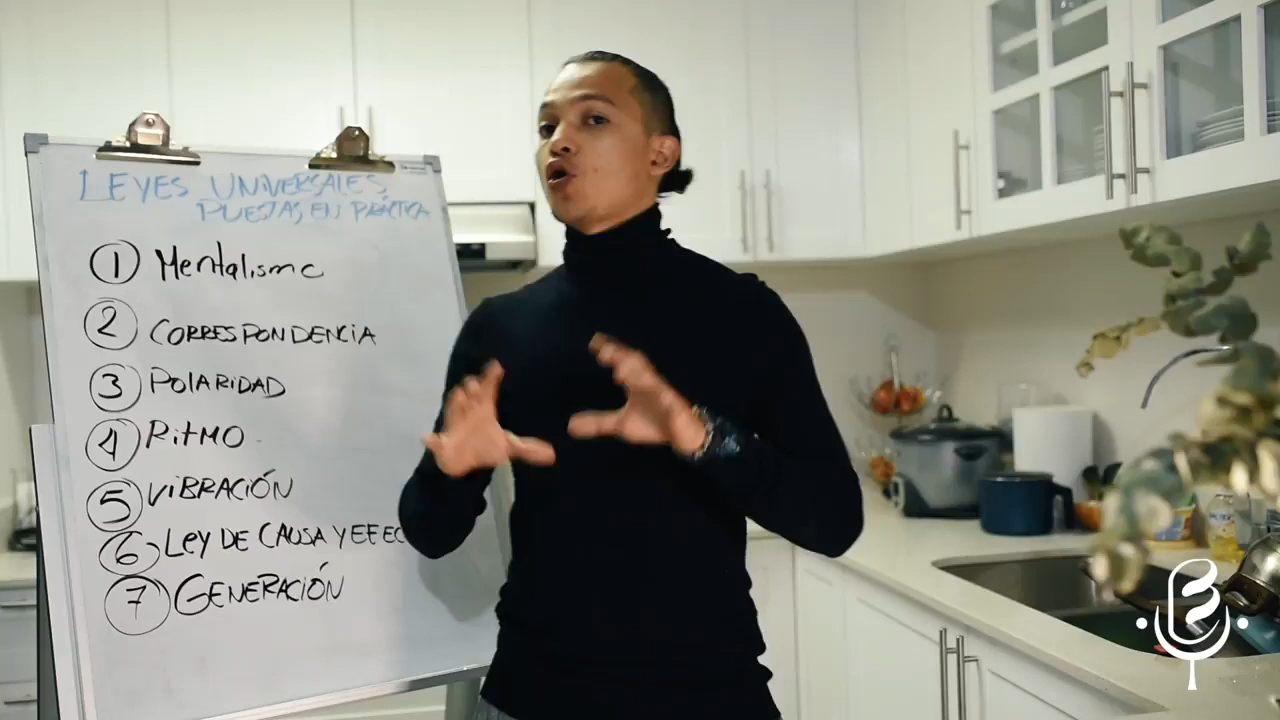 LEYES UNIVERSALES
PUESTAS EN PRÁCTICA
1 Mentalismo
2 CORRESPONDENCIA
3 POLARIDAD
4 RITMO
5 VIBRACIÓN
6 Ley DE CAUSA Y EFEC
7 GENERACIÓN